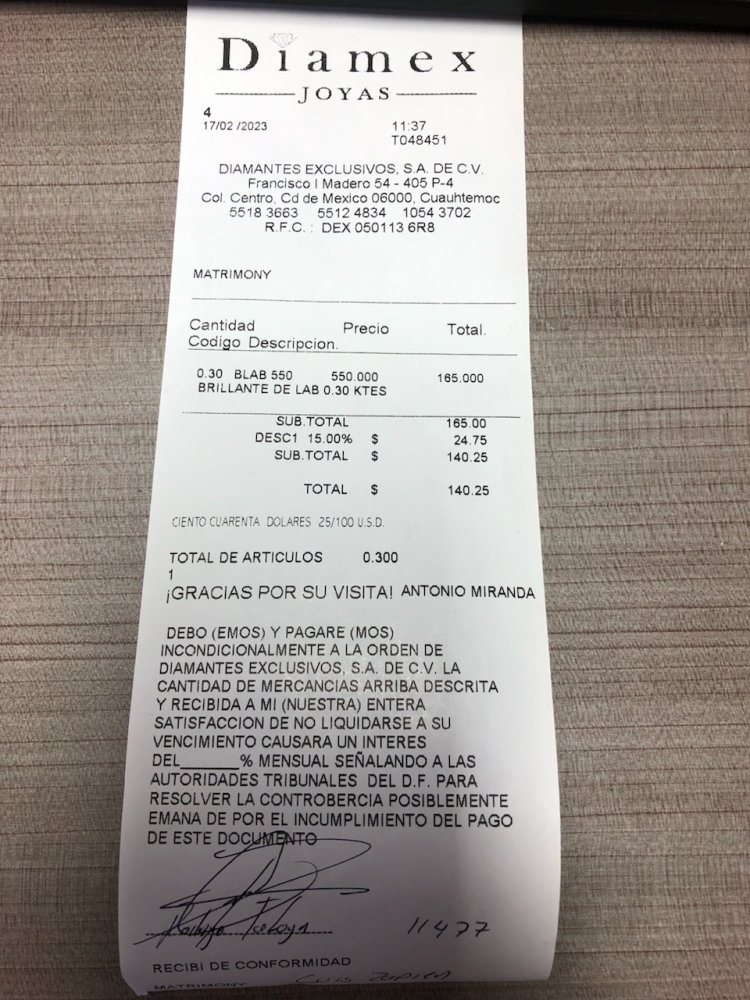 Diamex
JOYAS
4
17/02 /2023 11:37
T048451
DIAMANTES EXCLUSIVOS, S.A. DE C.V.
Francisco I Madero 54 - 405 P-4
Col. Centro, Cd de Mexico 06000, Cuauhtemoc
5518 3663 5512 4834 1054 3702
R.F.C. : DEX 050113 6R8
MATRIMONY
Cantidad Precio Total.
Codigo Descripcion.
0.30 BLAB 550 550.000 165.000
BRILLANTE DE LAB 0.30 KTES
SUB.TOTAL 165.00
DESC1 15.00% $ 24.75
SUB.TOTAL $ 140.25
TOTAL $ 140.25
CIENTO CUARENTA DOLARES 25/100 U.S.D.
TOTAL DE ARTICULOS 0.300
1
¡GRACIAS POR SU VISITA! ANTONIO MIRANDA
DEBO (EMOS) Y PAGARE (MOS)
INCONDICIONALMENTE A LA ORDEN DE
DIAMANTES EXCLUSIVOS, S.A. DE C.V. LA
CANTIDAD DE MERCANCIAS ARRIBA DESCRITA
Y RECIBIDA A MI (NUESTRA) ENTERA
SATISFACCION DE NO LIQUIDARSE A SU
VENCIMIENTO CAUSARA UN INTERES
DEL_______% MENSUAL SEÑALANDO A LAS
AUTORIDADES TRIBUNALES DEL D.F. PARA
RESOLVER LA CONTROBERCIA POSIBLEMENTE
EMANA DE POR EL INCUMPLIMIENTO DEL PAGO
DE ESTE DOCUMENTO
11477
RECIBI DE CONFORMIDAD
MATRIMONY